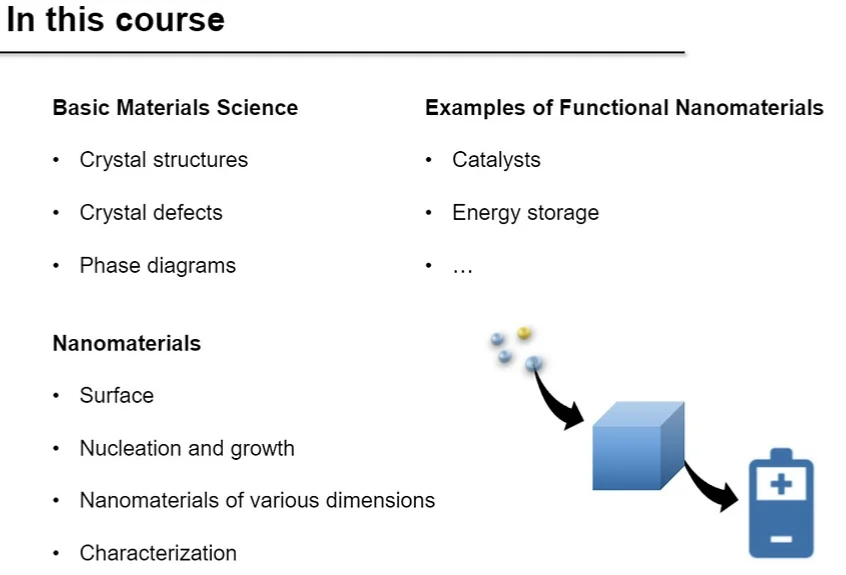 In this course
Basic Materials Science
• Crystal structures
• Crystal defects
• Phase diagrams
Nanomaterials
• Surface
• Nucleation and growth
• Nanomaterials of various dimensions
• Characterization
Examples of Functional Nanomaterials
• Catalysts
• Energy storage
• …